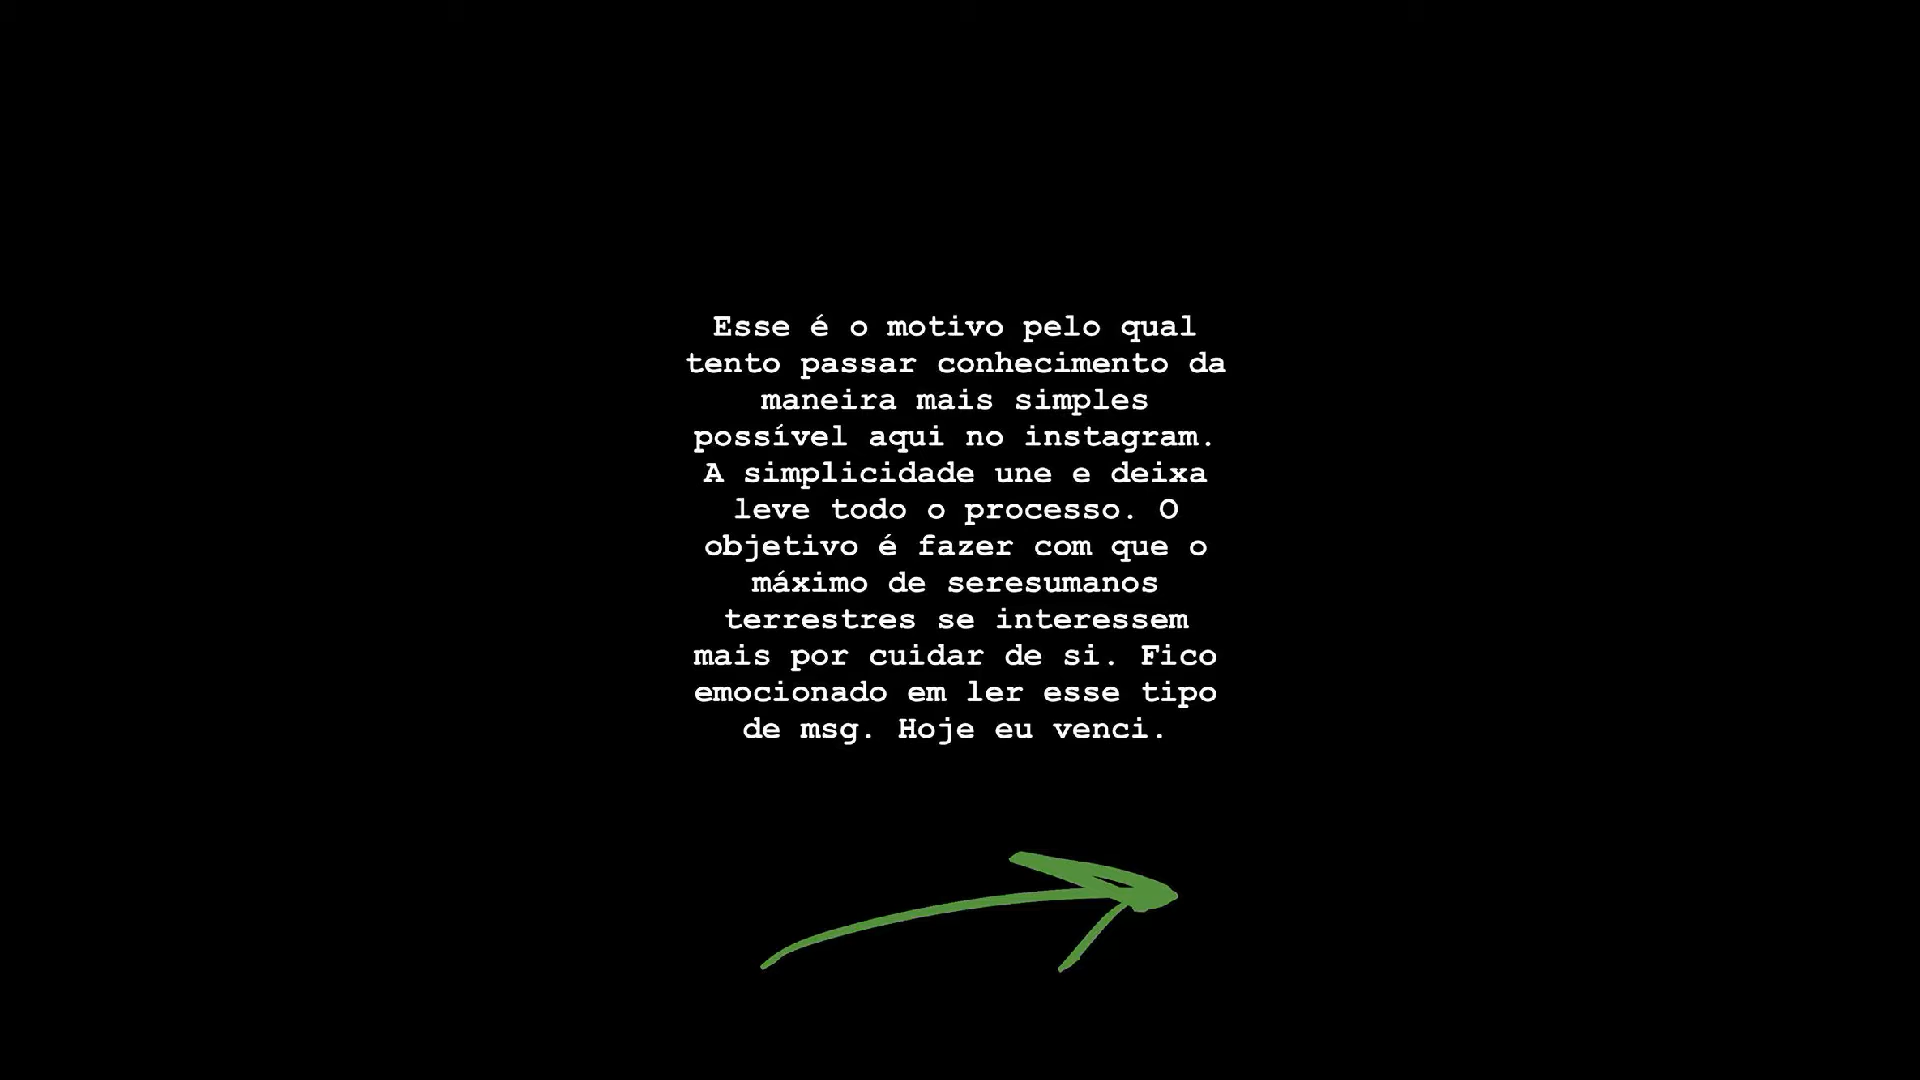 Esse é o motivo pelo qual
tento passar conhecimento da
maneira mais simples
possível aqui no instagram.
A simplicidade une e deixa
leve todo o processo. O
objetivo é fazer com que o
máximo de seresumanos
terrestres se interessem
mais por cuidar de si. Fico
emocionado em ler esse tipo
de msg. Hoje eu venci.